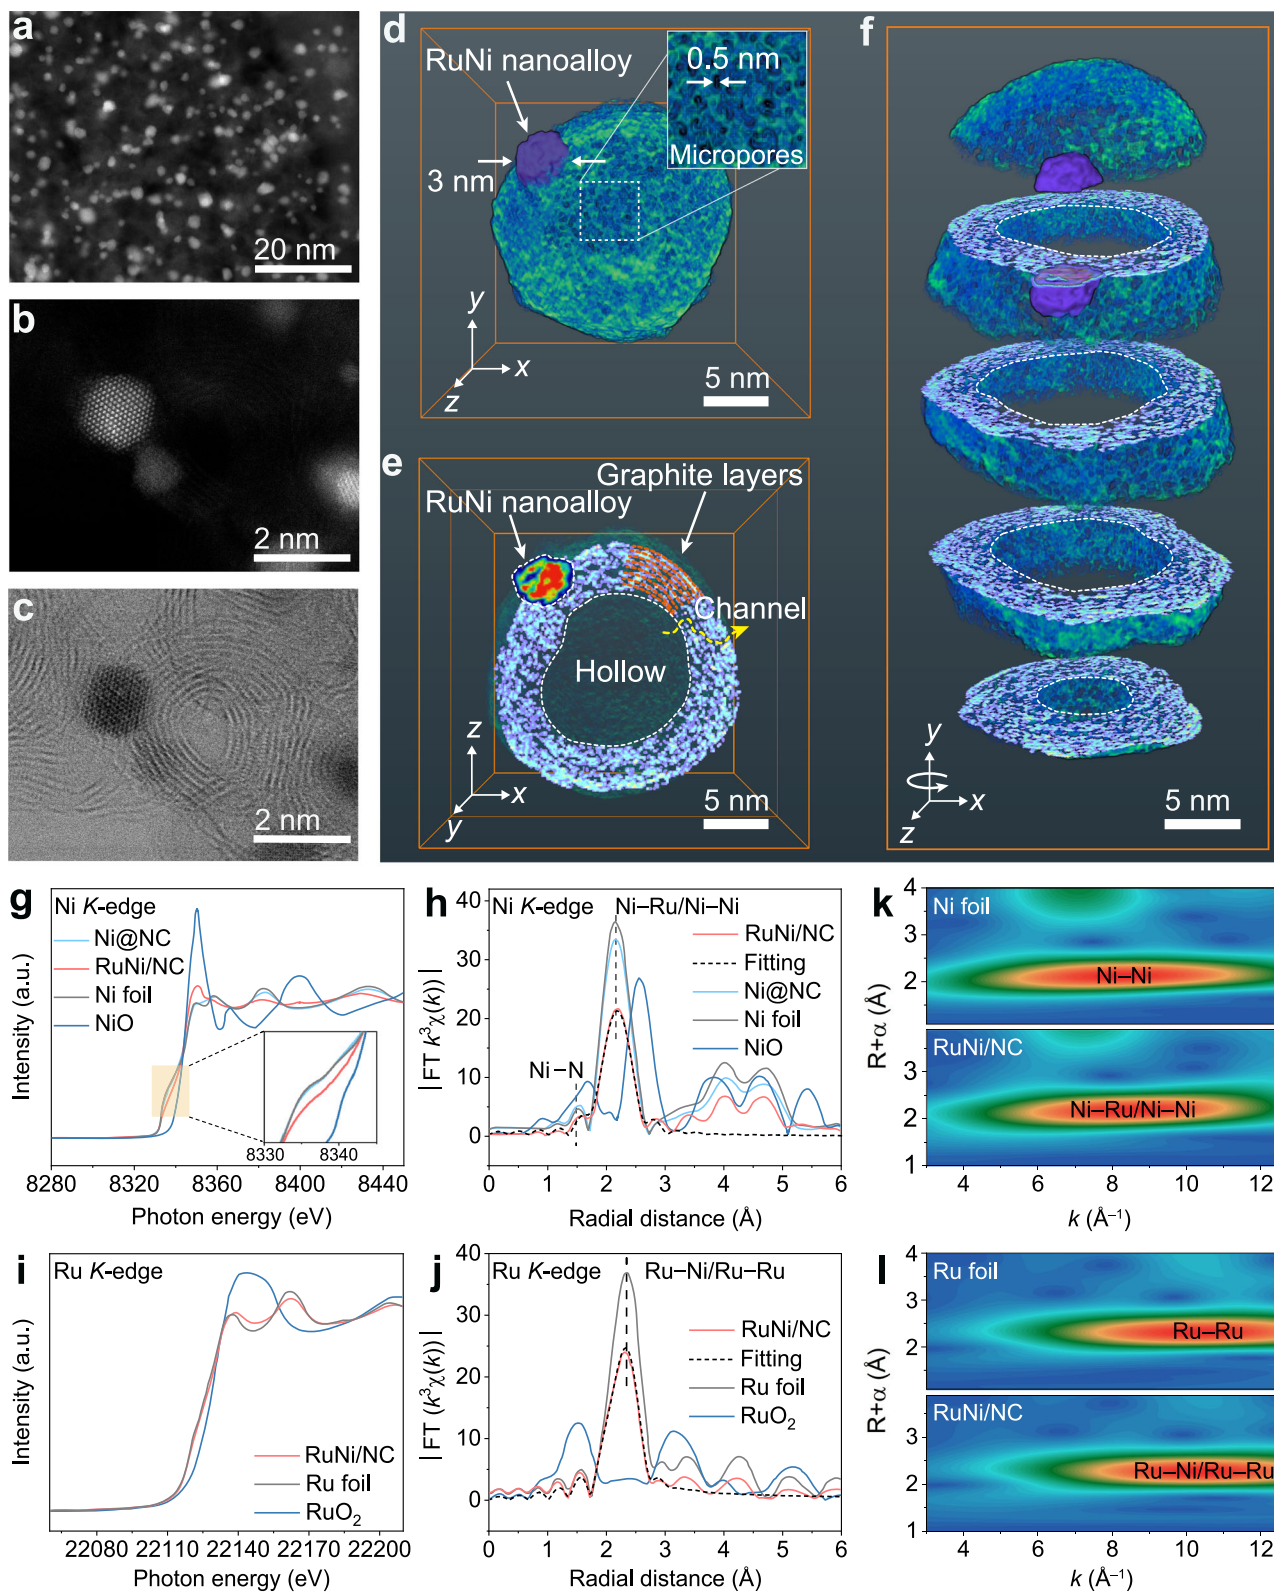 a
20 nm
b
2 nm
c
2 nm
d
RuNi nanoalloy
0.5 nm
Micropores
3 nm
y
x
z
5 nm
e
Graphite layers
RuNi nanoalloy
Channel
Hollow
z
x
y
5 nm
f
y
x
z
5 nm
g
Ni K-edge
Ni@NC
RuNi/NC
Ni foil
NiO
8330 8340
Intensity (a.u.)
8280 8320 8360 8400 8440
Photon energy (eV)
h
Ni K-edge Ni–Ru/Ni–Ni
RuNi/NC
Fitting
Ni@NC
Ni foil
NiO
Ni–N
|FT k³χ(k))|
40
30
20
10
0
0 1 2 3 4 5 6
Radial distance (Å)
k
Ni foil
Ni–Ni
RuNi/NC
Ni–Ru/Ni–Ni
R+α (Å)
4
3
2
3
2
1
4 6 8 10 12
k (Å⁻¹)
i
Ru K-edge
RuNi/NC
Ru foil
RuO₂
Intensity (a.u.)
22080 22110 22140 22170 22200
Photon energy (eV)
j
Ru K-edge Ru–Ni/Ru–Ru
RuNi/NC
Fitting
Ru foil
RuO₂
|FT (k³χ(k))|
40
30
20
10
0
0 1 2 3 4 5 6
Radial distance (Å)
l
Ru foil
Ru–Ru
RuNi/NC
Ru–Ni/Ru–Ru
R+α (Å)
4
3
2
3
2
1
4 6 8 10 12
k (Å⁻¹)